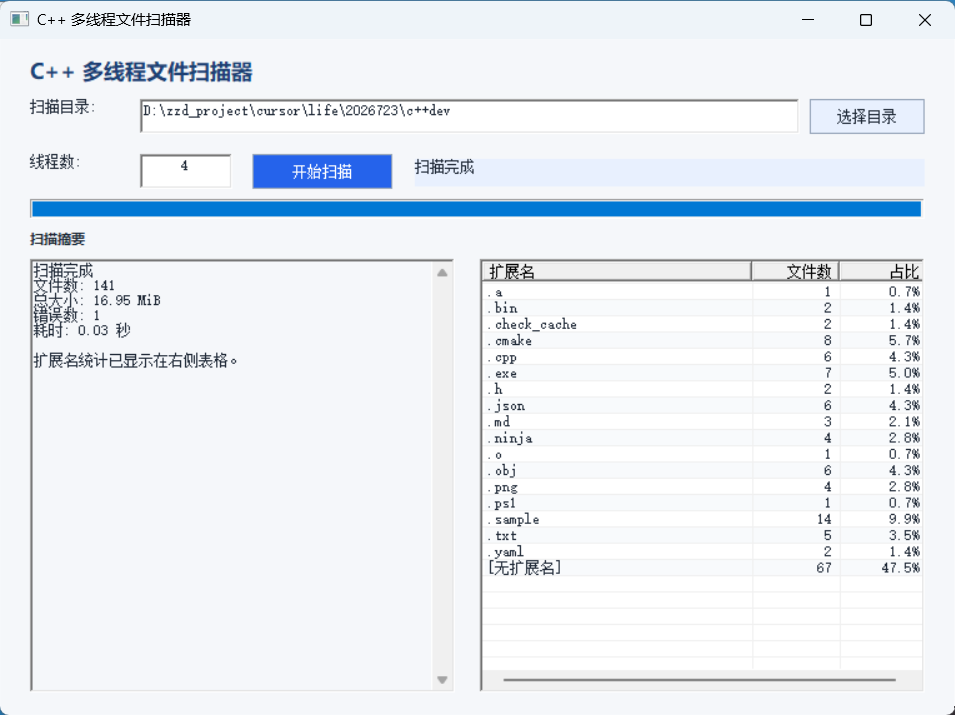 C++ 多线程文件扫描器
C++ 多线程文件扫描器
扫描目录:
D:\zzd_project\cursor\life\2026723\c++dev
选择目录
线程数:
4
开始扫描
扫描完成
扫描摘要
扫描完成
文件数: 141
总大小: 16.95 MiB
错误数: 1
耗时: 0.03 秒
扩展名统计已显示在右侧表格。
扩展名 文件数 占比
.a 1 0.7%
.bin 2 1.4%
.check_cache 2 1.4%
.cmake 8 5.7%
.cpp 6 4.3%
.exe 7 5.0%
.h 2 1.4%
.json 6 4.3%
.md 3 2.1%
.ninja 4 2.8%
.o 1 0.7%
.obj 6 4.3%
.png 4 2.8%
.ps1 1 0.7%
.sample 14 9.9%
.txt 5 3.5%
.yaml 2 1.4%
[无扩展名] 67 47.5%